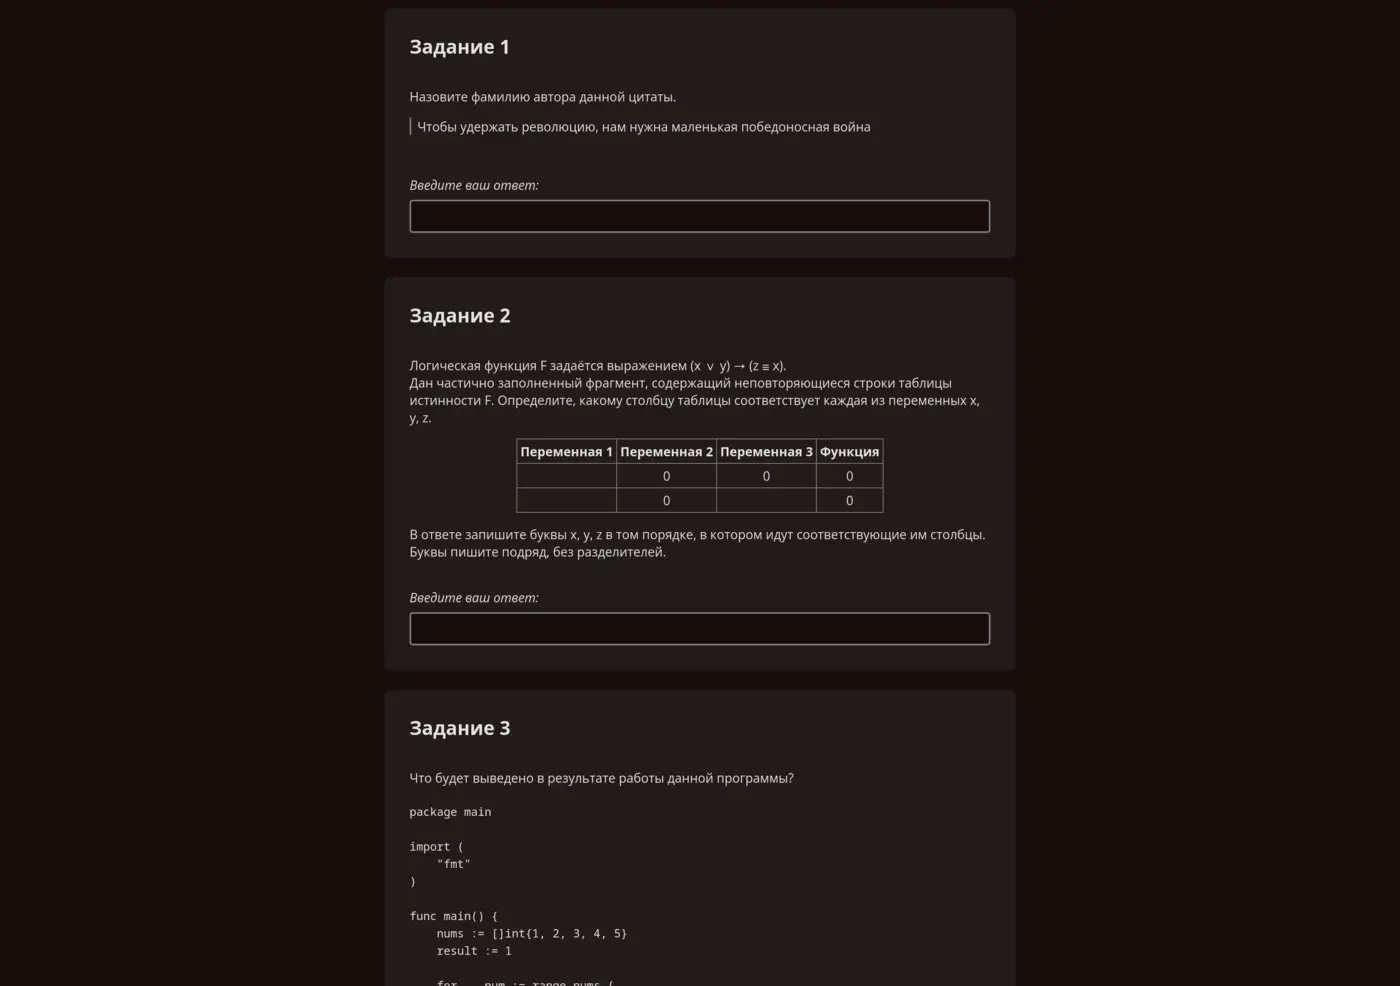 Задание 1
Назовите фамилию автора данной цитаты.
Чтобы удержать революцию, нам нужна маленькая победоносная война
Введите ваш ответ:
Задание 2
Логическая функция F задаётся выражением (x ∨ y) → (z ≡ x).
Дан частично заполненный фрагмент, содержащий неповторяющиеся строки таблицы
истинности F. Определите, какому столбцу таблицы соответствует каждая из переменных x,
y, z.
Переменная 1 Переменная 2 Переменная 3 Функция
0 0 0
0 0
В ответе запишите буквы x, y, z в том порядке, в котором идут соответствующие им столбцы.
Буквы пишите подряд, без разделителей.
Введите ваш ответ:
Задание 3
Что будет выведено в результате работы данной программы?
package main
import (
"fmt"
)
func main() {
nums := []int{1, 2, 3, 4, 5}
result := 1
for _, num := range nums {